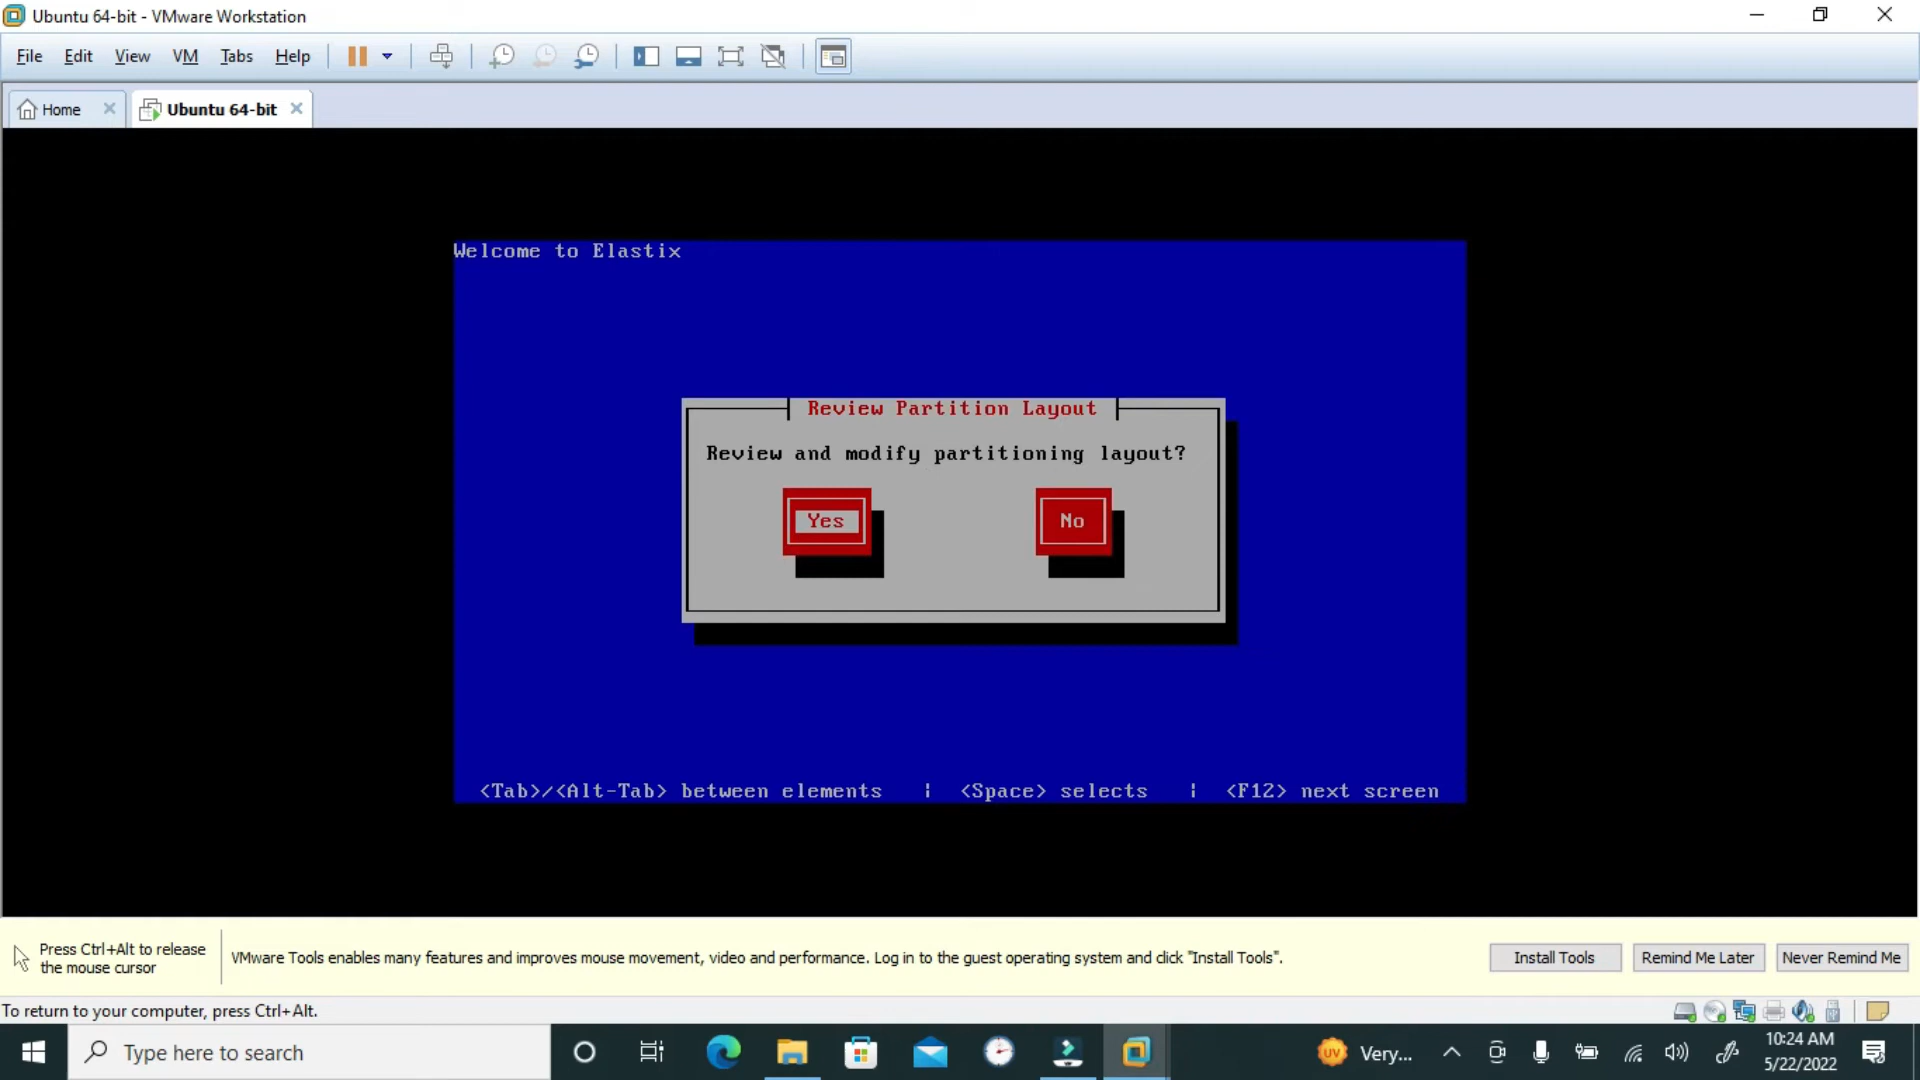 Ubuntu 64-bit - VMware Workstation
File Edit View VM Tabs Help
Home Ubuntu 64-bit
Welcome to Elastix
Review Partition Layout
Review and modify partitioning layout?
Yes No
<Tab>/<Alt-Tab> between elements | <Space> selects | <F12> next screen
Press Ctrl+Alt to release
the mouse cursor
VMware Tools enables many features and improves mouse movement, video and performance. Log in to the guest operating system and click "Install Tools".
Install Tools Remind Me Later Never Remind Me
To return to your computer, press Ctrl+Alt.
Type here to search
UV Very...
10:24 AM
5/22/2022